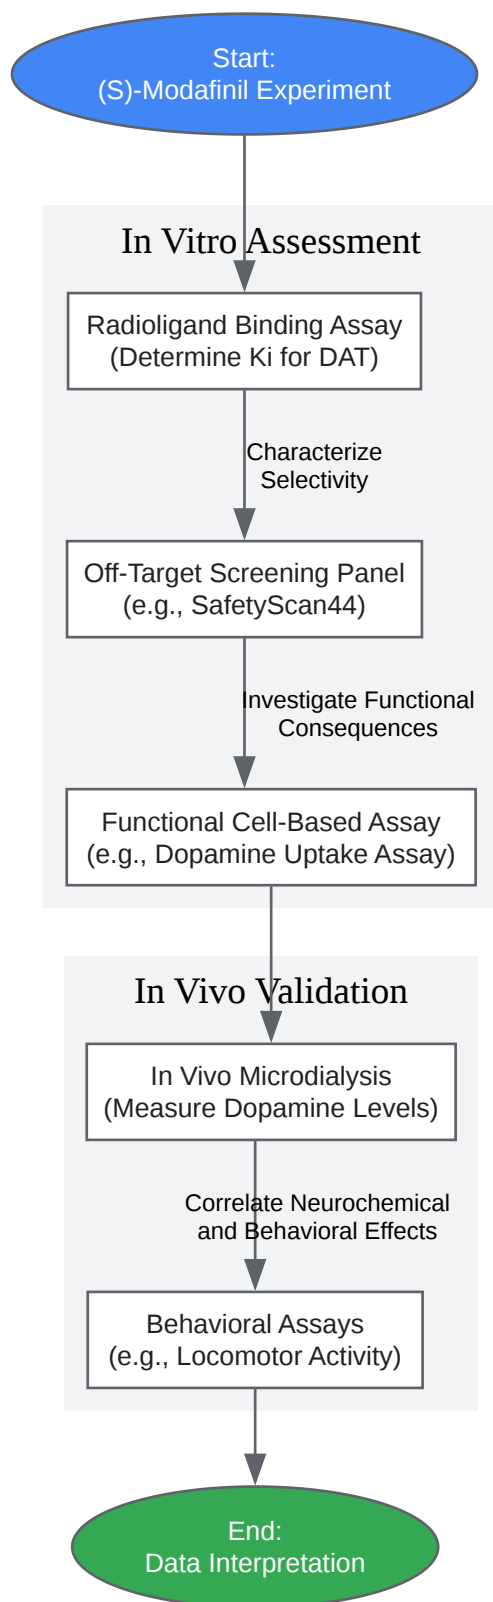 Start:
(S)-Modafinil Experiment
In Vitro Assessment
Radioligand Binding Assay
(Determine Ki for DAT)
Characterize
Selectivity
Off-Target Screening Panel
(e.g., SafetyScan44)
Investigate Functional
Consequences
Functional Cell-Based Assay
(e.g., Dopamine Uptake Assay)
In Vivo Validation
In Vivo Microdialysis
(Measure Dopamine Levels)
Correlate Neurochemical
and Behavioral Effects
Behavioral Assays
(e.g., Locomotor Activity)
End:
Data Interpretation